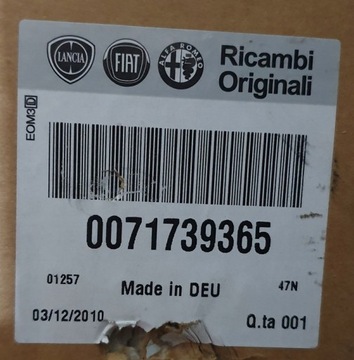 LANCIA
FIAT
ALFA ROMEO
Ricambi
Originali
EOM3D
0071739365
01257
Made in DEU
47N
03/12/2010
Q.ta 001